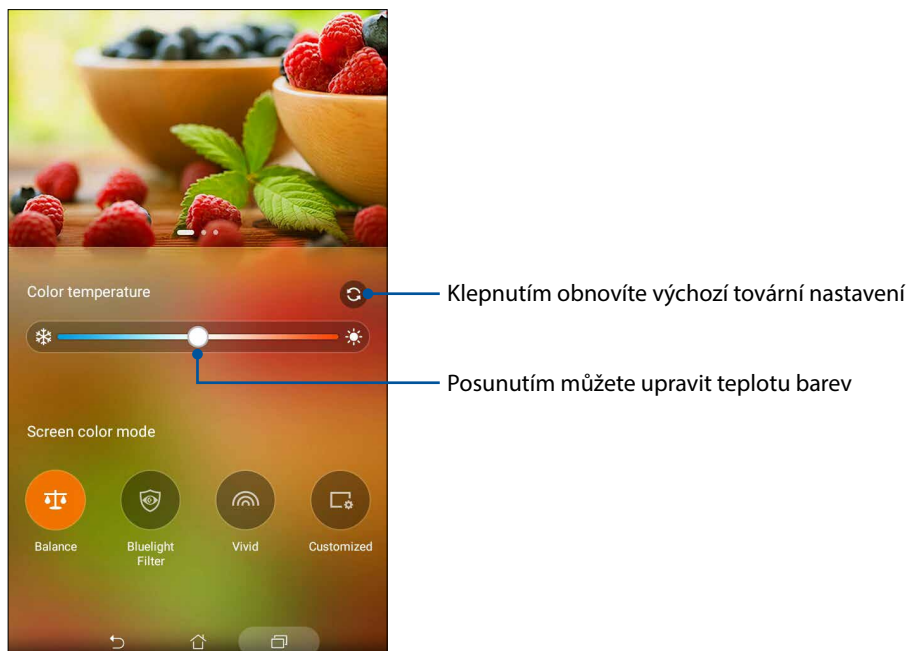 Color temperature
Klepnutím obnovíte výchozí tovární nastavení
Posunutím můžete upravit teplotu barev
Screen color mode
Balance
Bluelight
Filter
Vivid
Customized